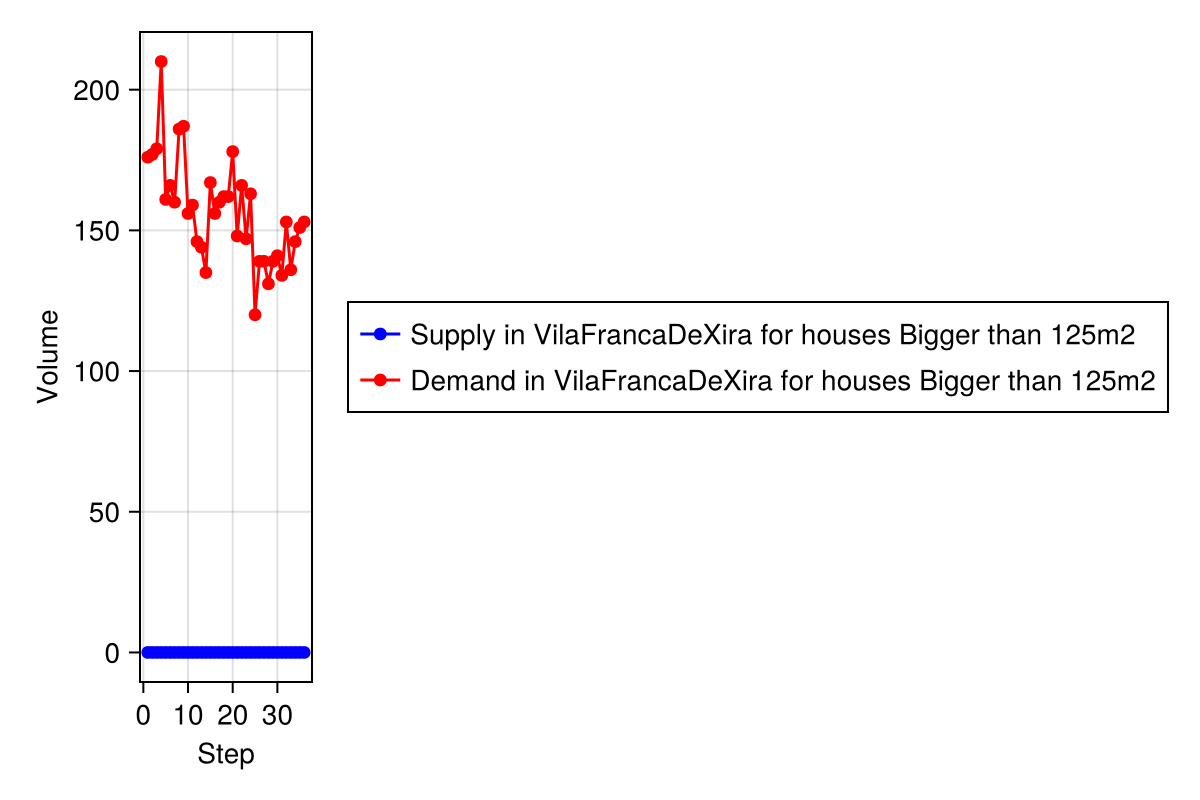 Volume
200
150
100
50
0
0 10 20 30
Step
Supply in VilaFrancaDeXira for houses Bigger than 125m2
Demand in VilaFrancaDeXira for houses Bigger than 125m2